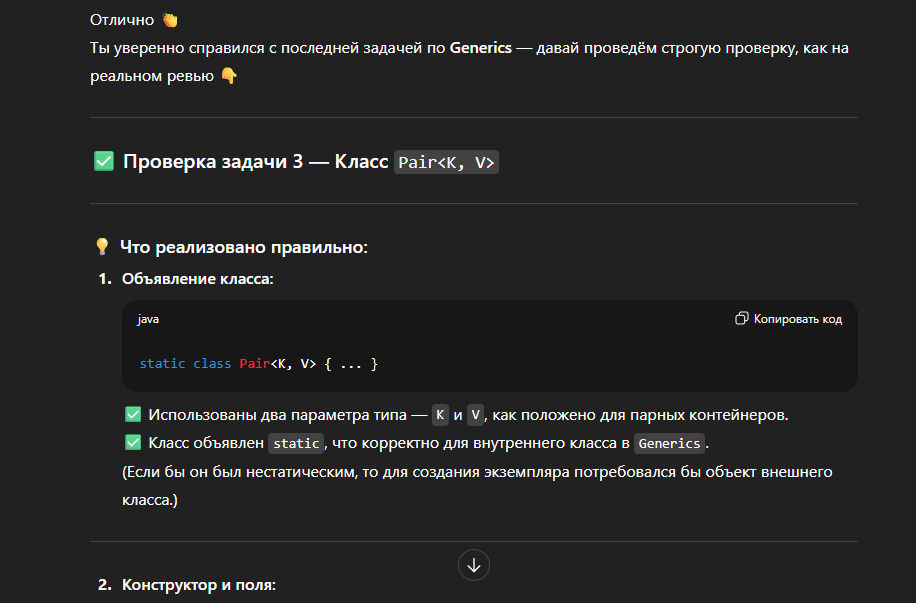 Отлично 👏
Ты уверенно справился с последней задачей по Generics — давай проведём строгую проверку, как на
реальном ревью 👇
✅ Проверка задачи 3 — Класс Pair<K, V>
💡 Что реализовано правильно:
1. Объявление класса:
java
Копировать код
static class Pair<K, V> { ... }
✅ Использованы два параметра типа — K и V, как положено для парных контейнеров.
✅ Класс объявлен static, что корректно для внутреннего класса в Generics.
(Если бы он был нестатическим, то для создания экземпляра потребовался бы объект внешнего
класса.)
2. Конструктор и поля: